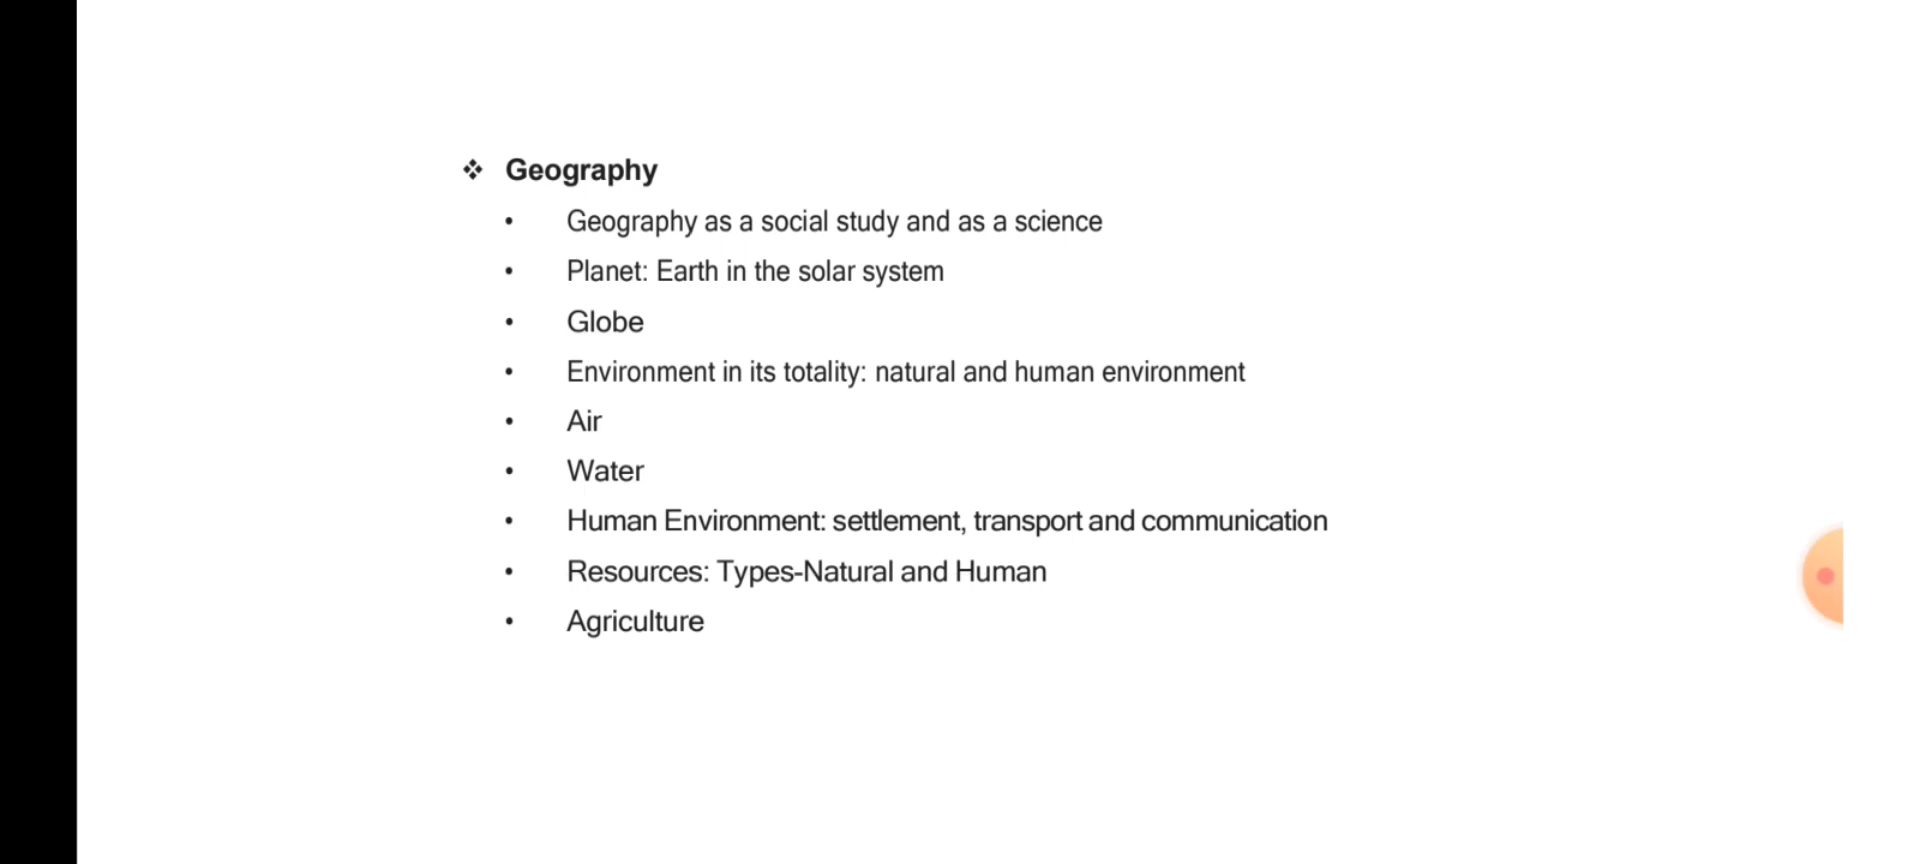 ❖ Geography
• Geography as a social study and as a science
• Planet: Earth in the solar system
• Globe
• Environment in its totality: natural and human environment
• Air
• Water
• Human Environment: settlement, transport and communication
• Resources: Types-Natural and Human
• Agriculture